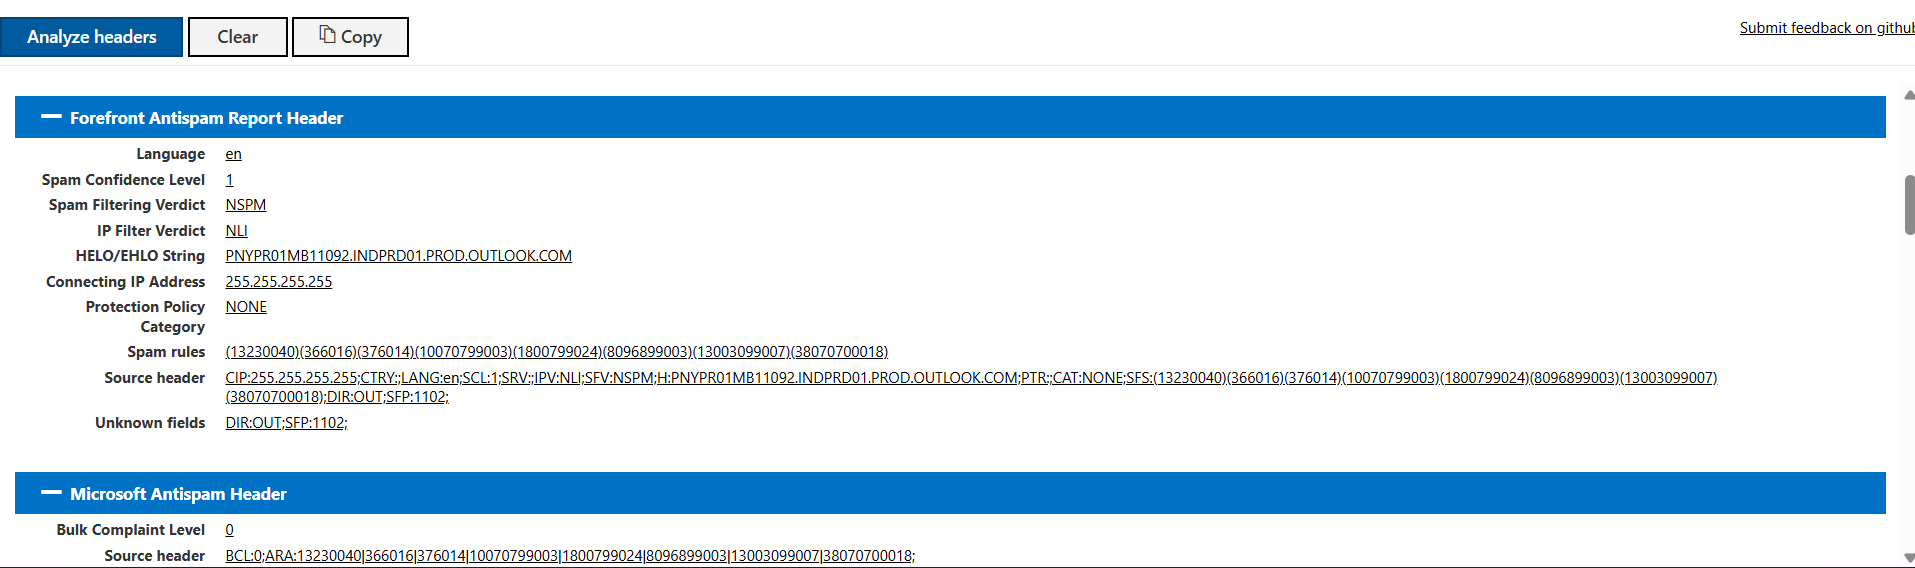 Analyze headers
Clear
Copy
Submit feedback on github
Forefront Antispam Report Header
Language en
Spam Confidence Level 1
Spam Filtering Verdict NSPM
IP Filter Verdict NLI
HELO/EHLO String PNYPR01MB11092.INDPRD01.PROD.OUTLOOK.COM
Connecting IP Address 255.255.255.255
Protection Policy NONE
Category
Spam rules (13230040)(366016)(376014)(10070799003)(1800799024)(8096899003)(13003099007)(38070700018)
Source header CIP:255.255.255.255;CTRY:;LANG:en;SCL:1;SRV:;IPV:NLI;SFV:NSPM;H:PNYPR01MB11092.INDPRD01.PROD.OUTLOOK.COM;PTR:;CAT:NONE;SFS:(13230040)(366016)(376014)(10070799003)(1800799024)(8096899003)(13003099007)
(38070700018);DIR:OUT;SFP:1102;
Unknown fields DIR:OUT;SFP:1102;
Microsoft Antispam Header
Bulk Complaint Level 0
Source header BCL:0;ARA:13230040|366016|376014|10070799003|1800799024|8096899003|13003099007|38070700018;